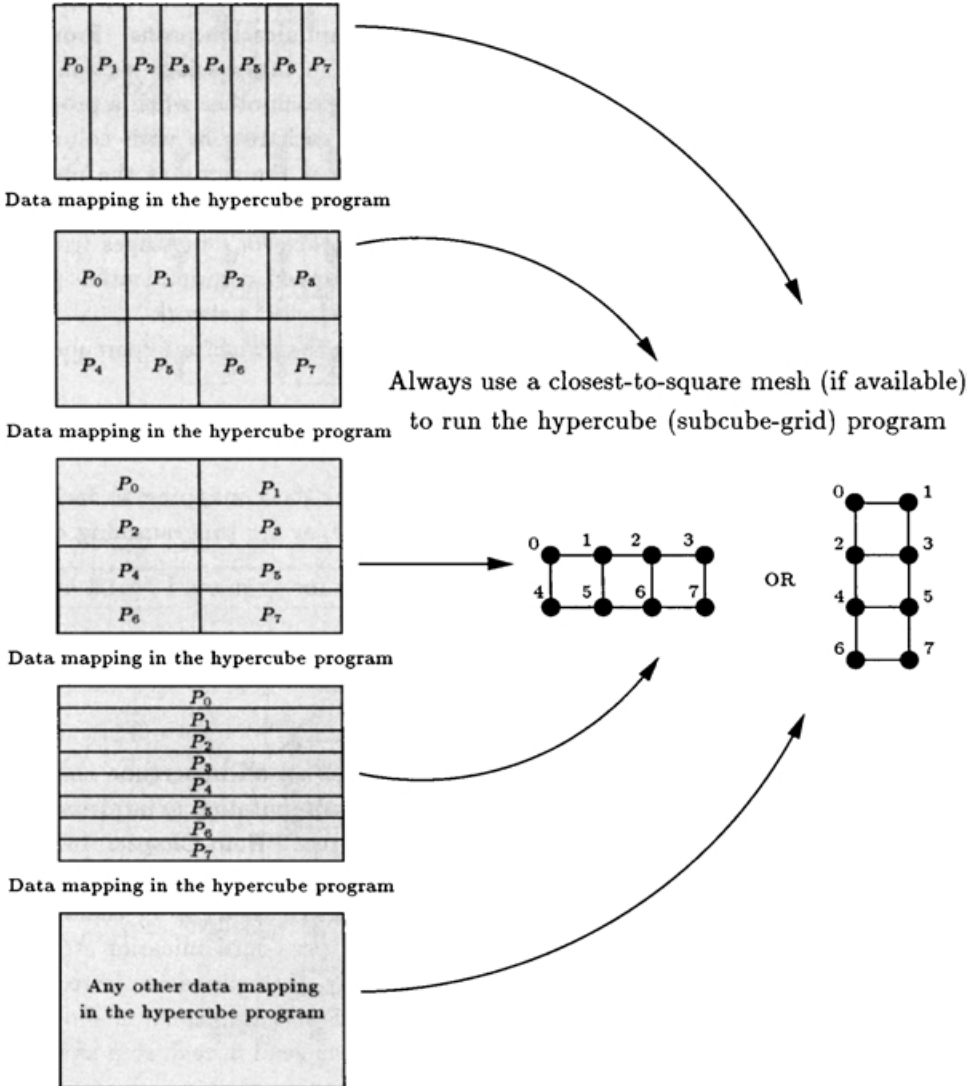 P0 P1 P2 P3 P4 P5 P6 P7
Data mapping in the hypercube program
P0 P1 P2 P3
P4 P5 P6 P7
Data mapping in the hypercube program
Always use a closest-to-square mesh (if available)
to run the hypercube (subcube-grid) program
P0 P1
P2 P3
P4 P5
P6 P7
Data mapping in the hypercube program
0 1 2 3
4 5 6 7
OR
0 1
2 3
4 5
6 7
P0
P1
P2
P3
P4
P5
P6
P7
Data mapping in the hypercube program
Any other data mapping
in the hypercube program